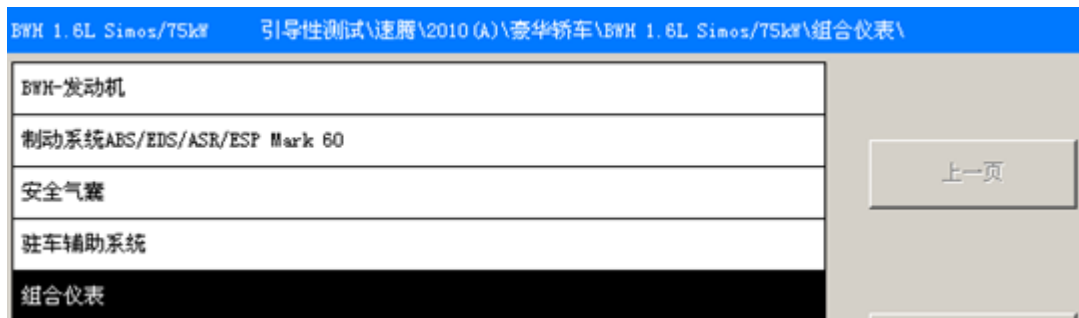 BWH 1.6L Simos/75kW 引导性测试\速腾\2010(A)\豪华轿车\BWH 1.6L Simos/75kW\组合仪表\
BWH-发动机
制动系统ABS/EDS/ASR/ESP Mark 60
上一页
安全气囊
驻车辅助系统
组合仪表